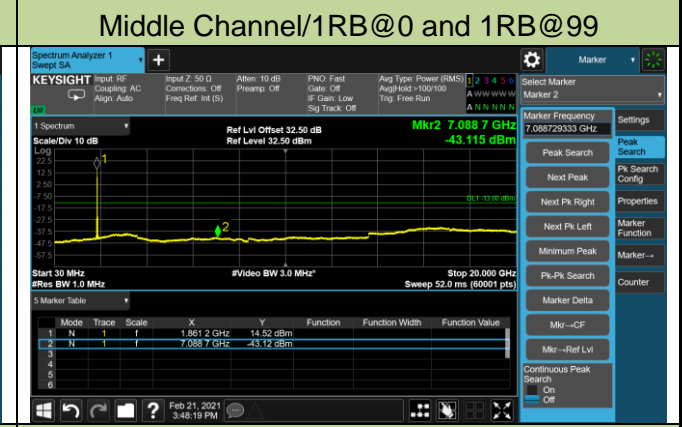 Middle Channel/1RB@0 and 1RB@99
Spectrum Analyzer 1
Swept SA
+
Marker
KEYSIGHT
Input: RF
Coupling: AC
Align: Auto
Input Z: 50 Ω
Corrections: Off
Freq Ref: Int (S)
Atten: 10 dB
Preamp: Off
PNO: Fast
Gate: Off
IF Gain: Low
Sig Track: Off
Avg Type: Power (RMS)
Avg|Hold:>100/100
Trig: Free Run
1 2 3 4 5 6
A W W W W W
A N N N N N
Select Marker
Marker 2
Marker Frequency
7.088729333 GHz
Settings
Peak Search
Peak
Search
Next Peak
Pk Search
Config
Next Pk Right
Properties
Next Pk Left
Marker
Function
Minimum Peak
Marker→
Pk-Pk Search
Counter
Marker Delta
Mkr→CF
Mkr→Ref Lvl
Continuous Peak
Search
On
Off
1 Spectrum
Scale/Div 10 dB
Ref Lvl Offset 32.50 dB
Ref Level 32.50 dBm
Mkr2 7.088 7 GHz
-43.115 dBm
Log
22.5
12.5
2.50
-7.50
-17.5
-27.5
-37.5
-47.5
-57.5
1
2
DL1 -13.00 dBm
Start 30 MHz
#Res BW 1.0 MHz
#Video BW 3.0 MHz*
Stop 20.000 GHz
Sweep 52.0 ms (60001 pts)
5 Marker Table
Mode Trace Scale X Y Function Function Width Function Value
1 N 1 f 1.861 2 GHz 14.52 dBm
2 N 1 f 7.088 7 GHz -43.12 dBm
3
4
5
6
?
Feb 21, 2021
3:48:19 PM